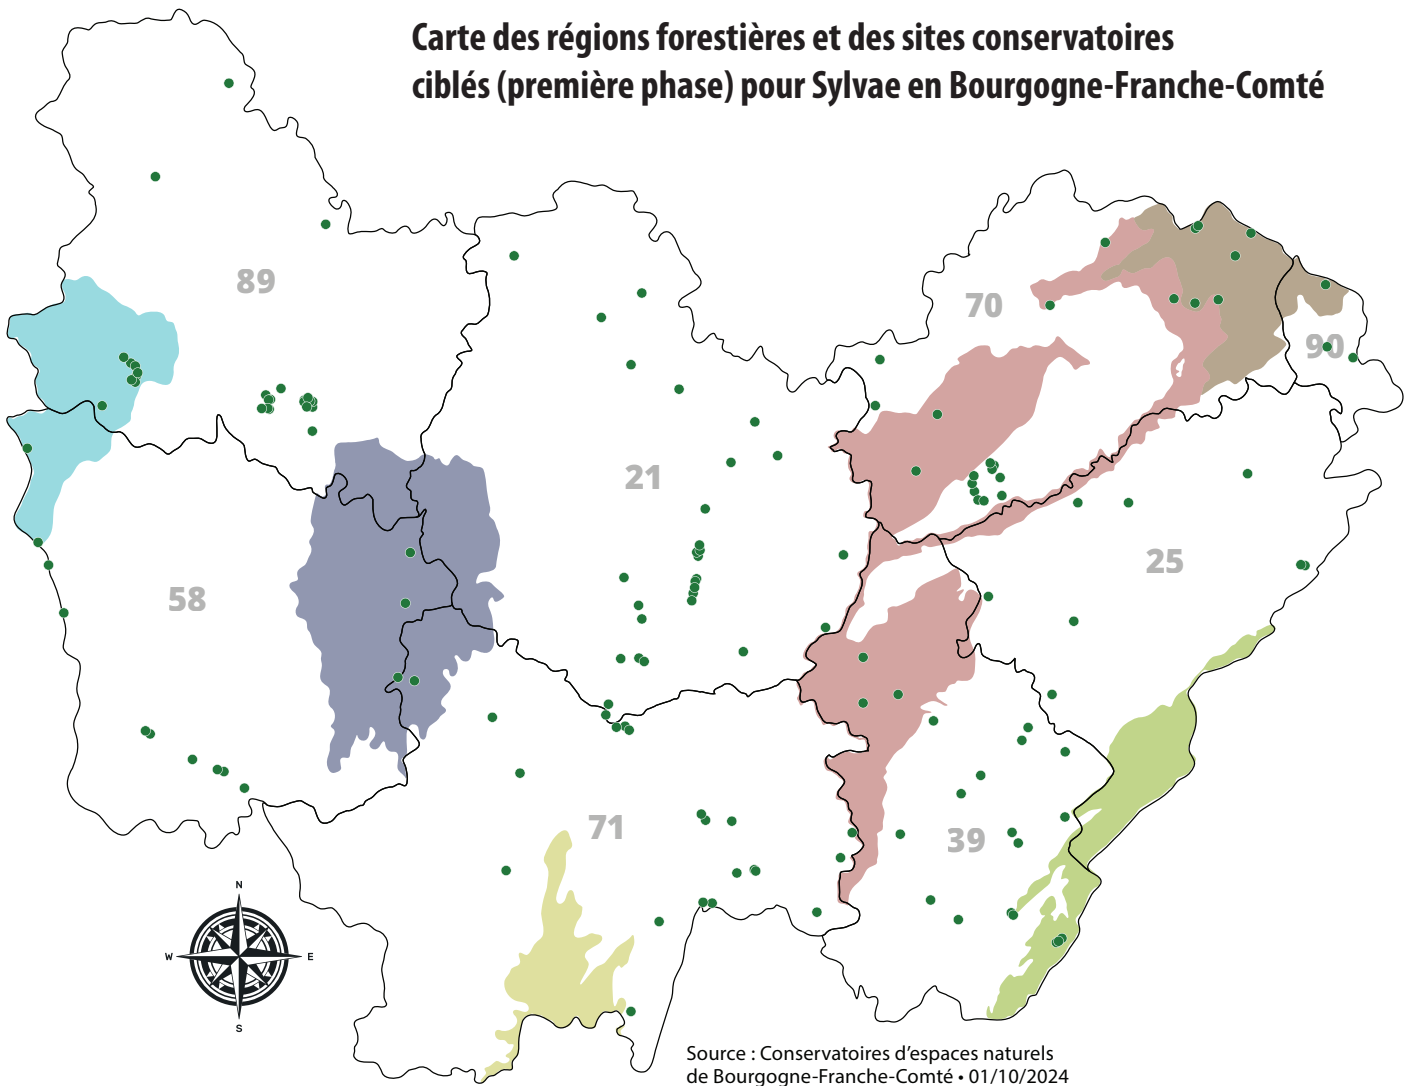 Carte des régions forestières et des sites conservatoires
ciblés (première phase) pour Sylvae en Bourgogne-Franche-Comté
89
70
90
21
25
58
71
39
N
W E
S
Source : Conservatoires d'espaces naturels
de Bourgogne-Franche-Comté • 01/10/2024